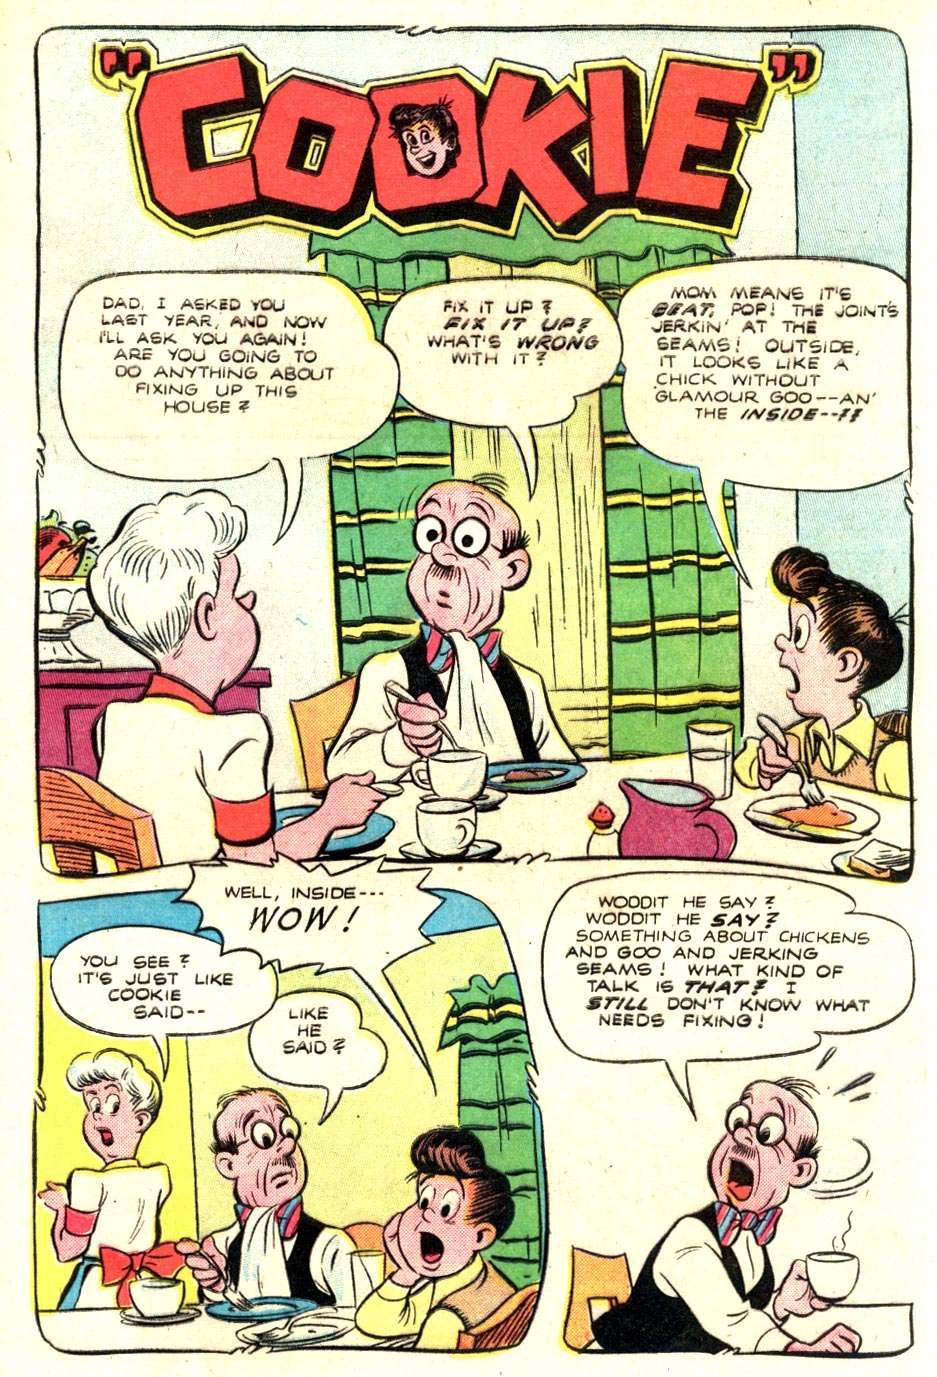 "COOKIE"
DAD, I ASKED YOU
LAST YEAR, AND NOW
I'LL ASK YOU AGAIN!
ARE YOU GOING TO
DO ANYTHING ABOUT
FIXING UP THIS
HOUSE?
FIX IT UP?
FIX IT UP?
WHAT'S WRONG
WITH IT?
MOM MEANS IT'S
BEAT, POP! THE JOINT'S
JERKIN' AT THE
SEAMS! OUTSIDE,
IT LOOKS LIKE A
CHICK WITHOUT
GLAMOUR GOO--AN'
THE INSIDE--??
YOU SEE?
IT'S JUST LIKE
COOKIE
SAID--
WELL, INSIDE---
WOW!
LIKE
HE
SAID?
WODDIT HE SAY?
WODDIT HE SAY?
SOMETHING ABOUT CHICKENS
AND GOO AND JERKING
SEAMS! WHAT KIND OF
TALK IS THAT? I
STILL DON'T KNOW WHAT
NEEDS FIXING!